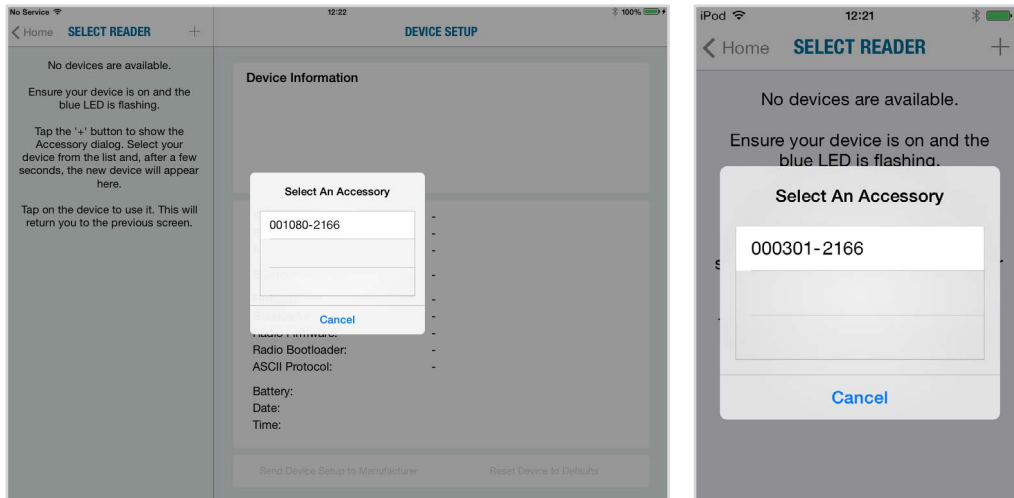 No Service 12:22 100%
Home SELECT READER + DEVICE SETUP
No devices are available.
Ensure your device is on and the
blue LED is flashing.
Tap the '+' button to show the
Accessory dialog. Select your
device from the list and, after a few
seconds, the new device will appear
here.
Tap on the device to use it. This will
return you to the previous screen.
Device Information
Select An Accessory
001080-2166
Cancel
-
-
-
-
-
-
-
Radio Firmware: -
Radio Bootloader: -
ASCII Protocol: -
Battery:
Date:
Time:
Send Device Setup to Manufacturer Reset Device to Defaults
iPod 12:21
Home SELECT READER +
No devices are available.
Ensure your device is on and the
blue LED is flashing.
Select An Accessory
000301-2166
Cancel